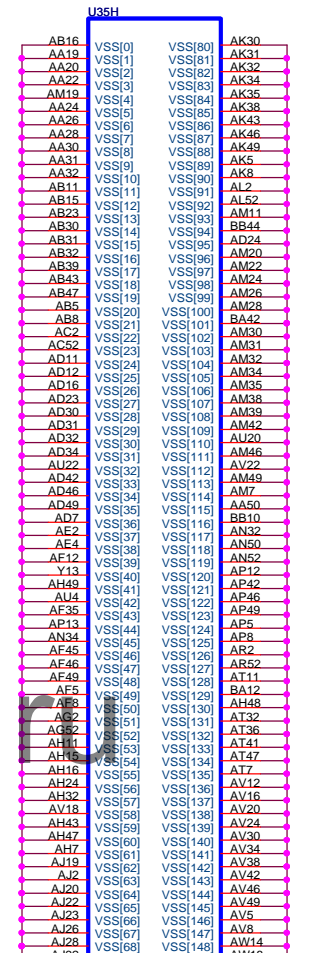 U35H
AB16 VSS[0] VSS[80] AK30
AA19 VSS[1] VSS[81] AK31
AA20 VSS[2] VSS[82] AK32
AA22 VSS[3] VSS[83] AK34
AM19 VSS[4] VSS[84] AK35
AA24 VSS[5] VSS[85] AK38
AA26 VSS[6] VSS[86] AK43
AA28 VSS[7] VSS[87] AK46
AA30 VSS[8] VSS[88] AK49
AA31 VSS[9] VSS[89] AK5
AA32 VSS[10] VSS[90] AK8
AB11 VSS[11] VSS[91] AL2
AB15 VSS[12] VSS[92] AL52
AB23 VSS[13] VSS[93] AM11
AB30 VSS[14] VSS[94] BB44
AB31 VSS[15] VSS[95] AD24
AB32 VSS[16] VSS[96] AM20
AB39 VSS[17] VSS[97] AM22
AB43 VSS[18] VSS[98] AM24
AB47 VSS[19] VSS[99] AM26
AB5 VSS[20] VSS[100] AM28
AB8 VSS[21] VSS[101] BA42
AC2 VSS[22] VSS[102] AM30
AC52 VSS[23] VSS[103] AM31
AD11 VSS[24] VSS[104] AM32
AD12 VSS[25] VSS[105] AM34
AD16 VSS[26] VSS[106] AM35
AD23 VSS[27] VSS[107] AM38
AD30 VSS[28] VSS[108] AM39
AD31 VSS[29] VSS[109] AM42
AD32 VSS[30] VSS[110] AU20
AD34 VSS[31] VSS[111] AM46
AU22 VSS[32] VSS[112] AV22
AD42 VSS[33] VSS[113] AM49
AD46 VSS[34] VSS[114] AM7
AD49 VSS[35] VSS[115] AA50
AD7 VSS[36] VSS[116] BB10
AE2 VSS[37] VSS[117] AN32
AE4 VSS[38] VSS[118] AN50
AF12 VSS[39] VSS[119] AN52
Y13 VSS[40] VSS[120] AP12
AH49 VSS[41] VSS[121] AP42
AU4 VSS[42] VSS[122] AP46
AF35 VSS[43] VSS[123] AP49
AP13 VSS[44] VSS[124] AP5
AN34 VSS[45] VSS[125] AP8
AF45 VSS[46] VSS[126] AR2
AF46 VSS[47] VSS[127] AR52
AF49 VSS[48] VSS[128] AT11
AF5 VSS[49] VSS[129] BA12
AF8 VSS[50] VSS[130] AH48
AG2 VSS[51] VSS[131] AT32
AG52 VSS[52] VSS[132] AT36
AH11 VSS[53] VSS[133] AT41
AH15 VSS[54] VSS[134] AT47
AH16 VSS[55] VSS[135] AT7
AH24 VSS[56] VSS[136] AV12
AH32 VSS[57] VSS[137] AV16
AV18 VSS[58] VSS[138] AV20
AH43 VSS[59] VSS[139] AV24
AH47 VSS[60] VSS[140] AV30
AH7 VSS[61] VSS[141] AV34
AJ19 VSS[62] VSS[142] AV38
AJ2 VSS[63] VSS[143] AV42
AJ20 VSS[64] VSS[144] AV46
AJ22 VSS[65] VSS[145] AV49
AJ23 VSS[66] VSS[146] AV5
AJ26 VSS[67] VSS[147] AV8
AJ28 VSS[68] VSS[148] AW14
ru